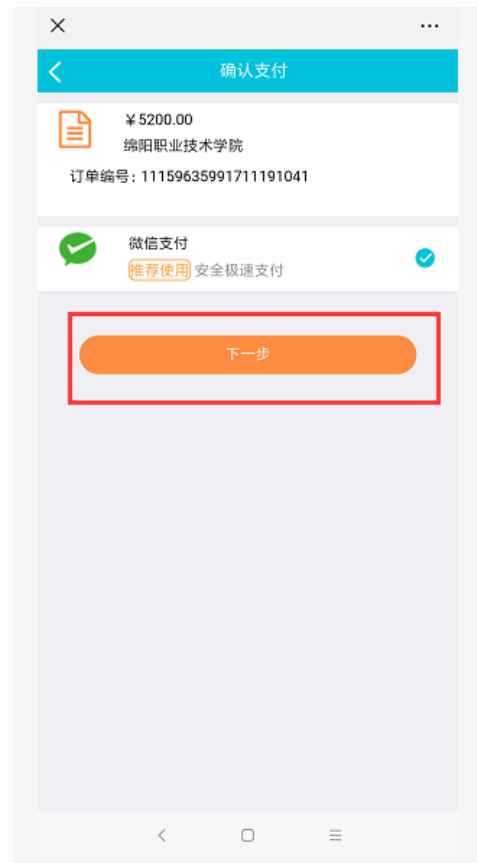 确认支付
￥5200.00
绵阳职业技术学院
订单编号：11159635991711191041
微信支付
推荐使用 安全极速支付
下一步